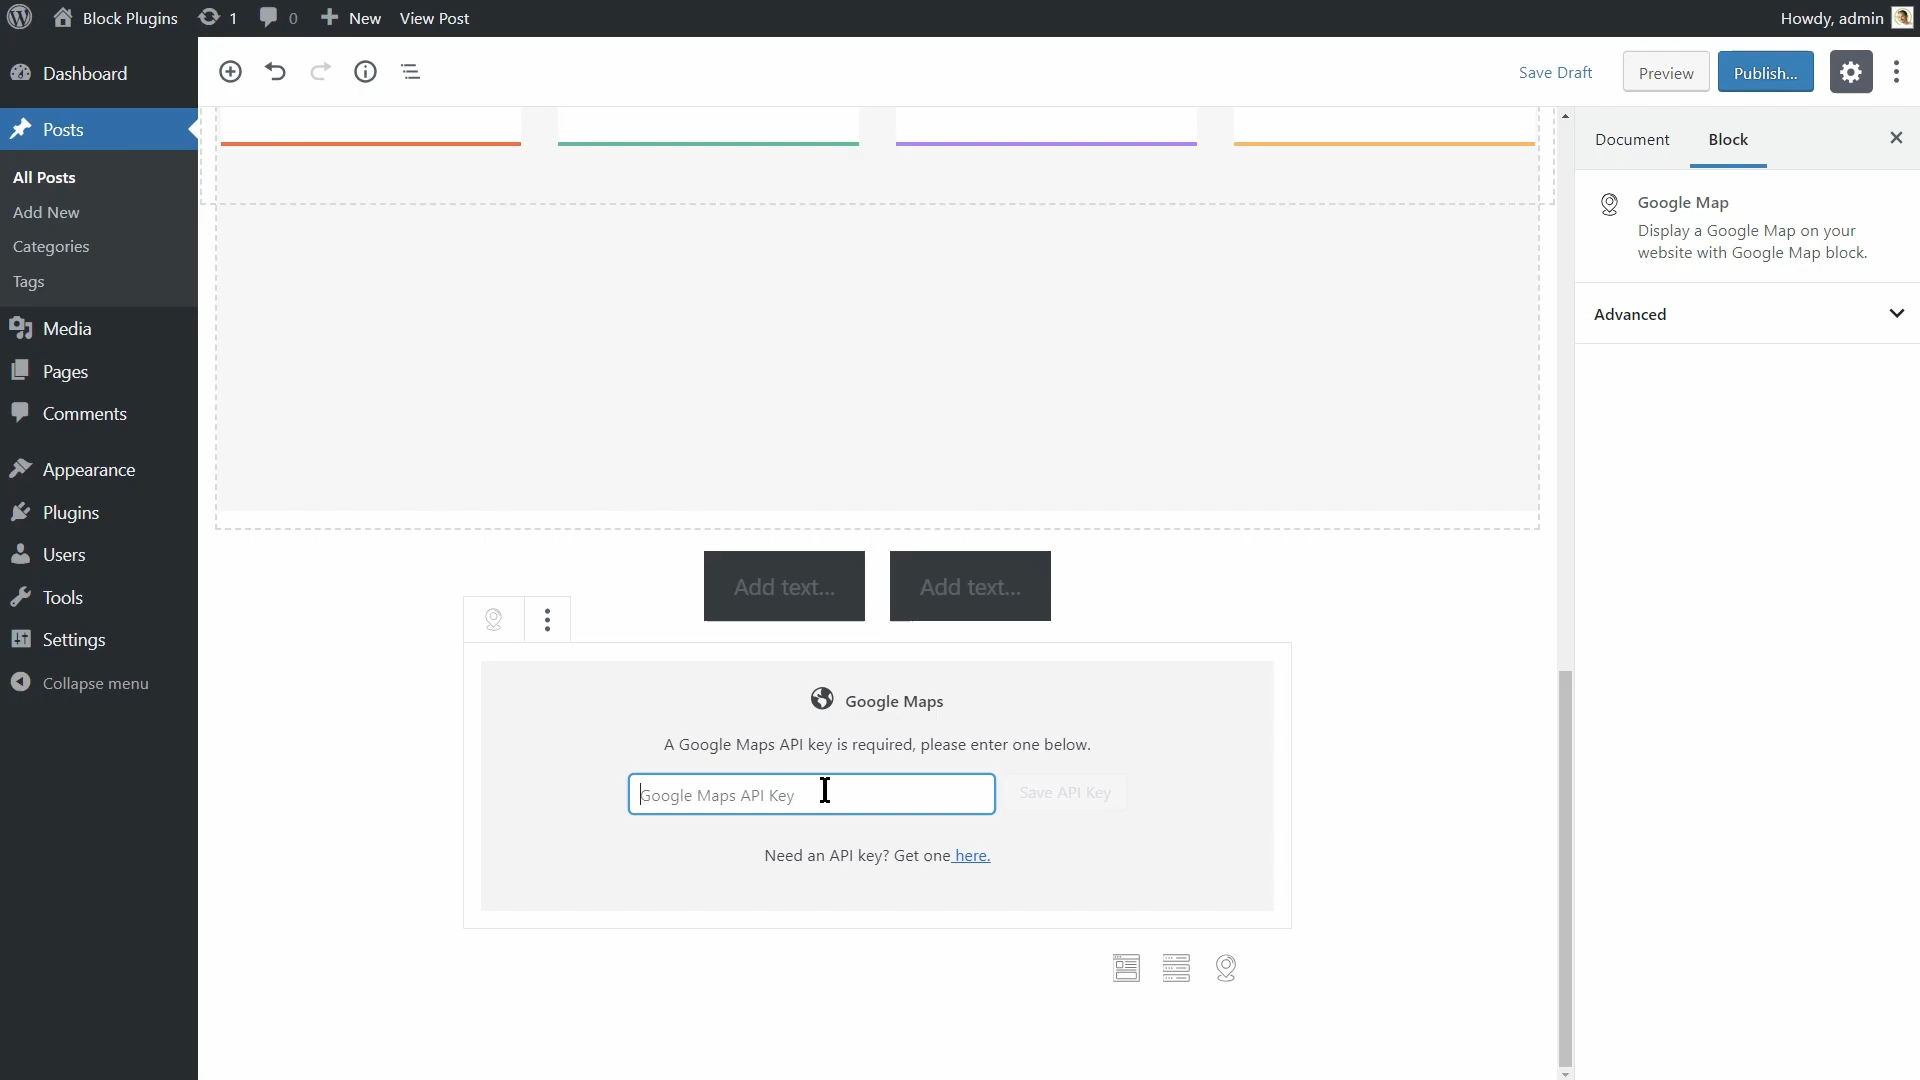 Block Plugins 1 0 New View Post Howdy, admin
Dashboard
Posts
All Posts
Add New
Categories
Tags
Media
Pages
Comments
Appearance
Plugins
Users
Tools
Settings
Collapse menu
Save Draft Preview Publish...
Add text... Add text...
Google Maps
A Google Maps API key is required, please enter one below.
Google Maps API Key Save API Key
Need an API key? Get one here.
Document Block
Google Map
Display a Google Map on your
website with Google Map block.
Advanced